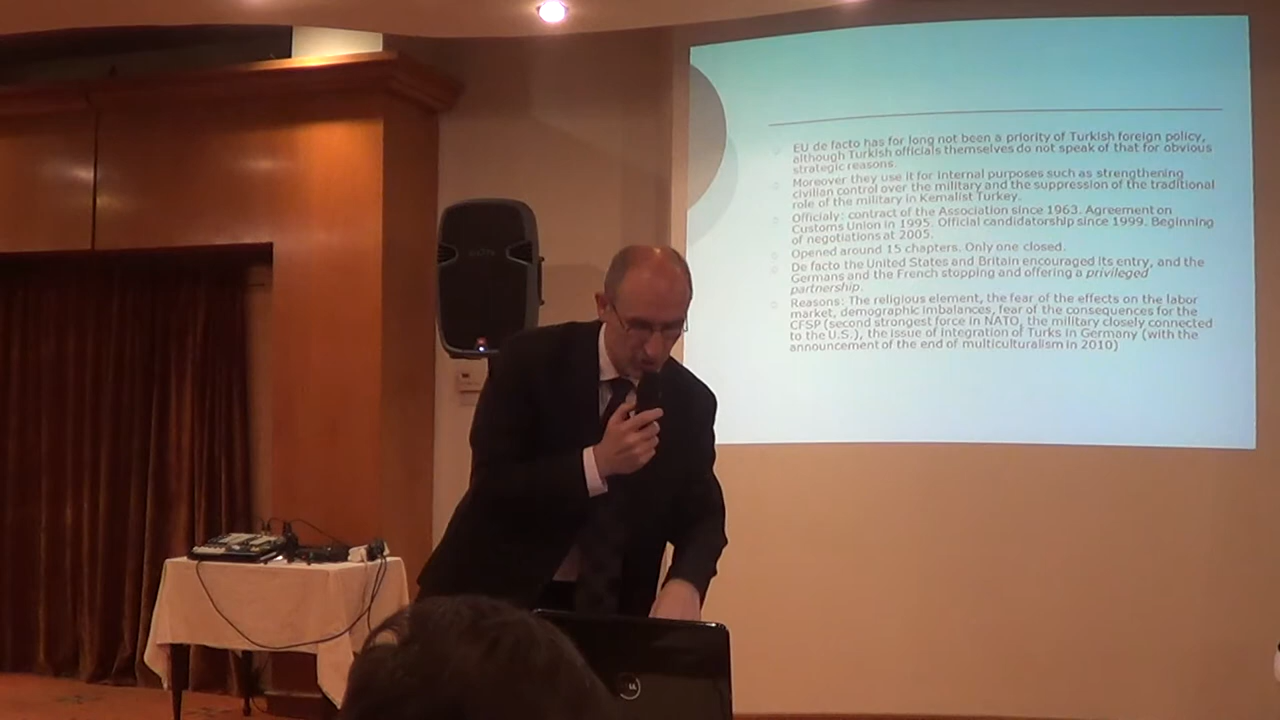 EU de facto has for long not been a priority of Turkish foreign policy,
although Turkish officials themselves do not speak of that for obvious
strategic reasons.
Moreover they use it for internal purposes such as strengthening
civilian control over the military and the suppression of the traditional
role of the military in Kemalist Turkey.
Officialy: contract of the Association since 1963. Agreement on
Customs Union in 1995. Official candidatorship since 1999. Beginning
of negotiations at 2005.
Opened around 15 chapters. Only one closed.
De facto the United States and Britain encouraged its entry, and the
Germans and the French stopping and offering a privileged
partnership.
Reasons: The religious element, the fear of the effects on the labor
market, demographic imbalances, fear of the consequences for the
CFSP (second strongest force in NATO, the military closely connected
to the U.S.), the issue of integration of Turks in Germany (with the
announcement of the end of multiculturalism in 2010)